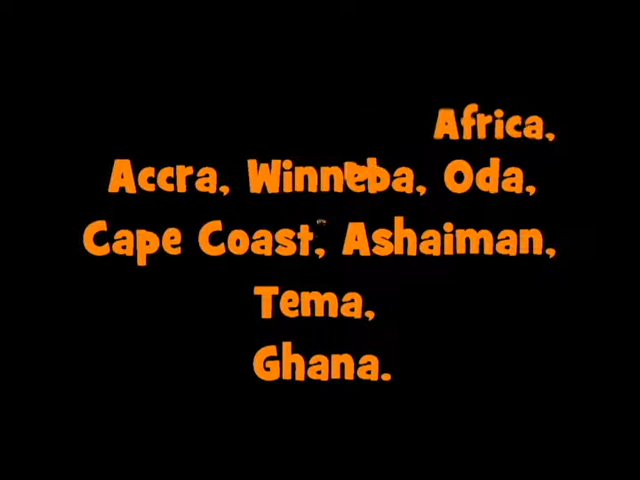 Africa,
Accra, Winneba, Oda,
Cape Coast, Ashaiman,
Tema,
Ghana.